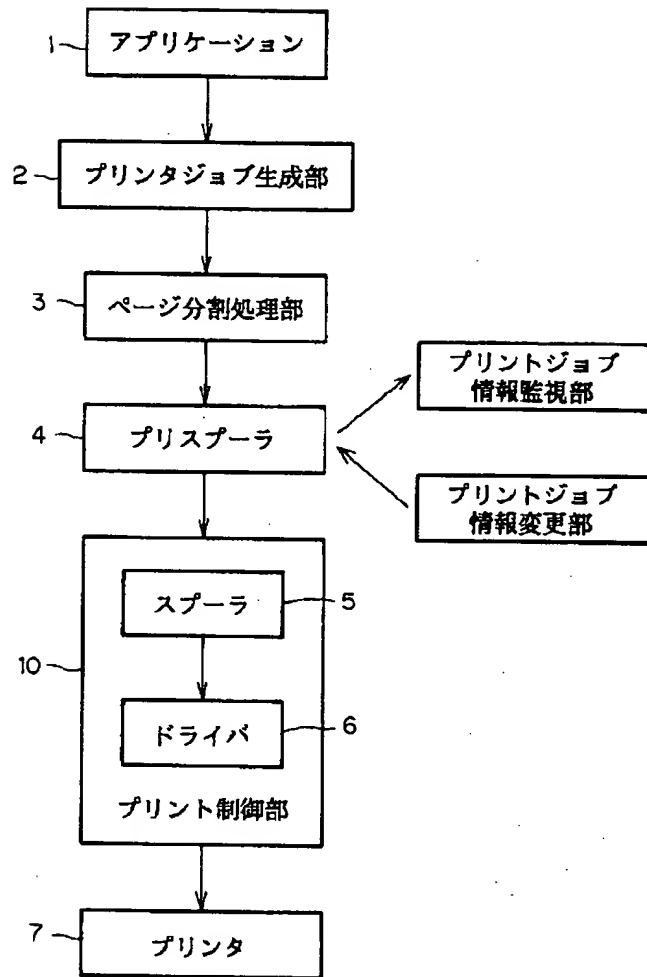 1
アプリケーション
2
プリンタジョブ生成部
3
ページ分割処理部
4
プリスプーラ
プリントジョブ
情報監視部
プリントジョブ
情報変更部
10
スプーラ
5
ドライバ
6
プリント制御部
7
プリンタ